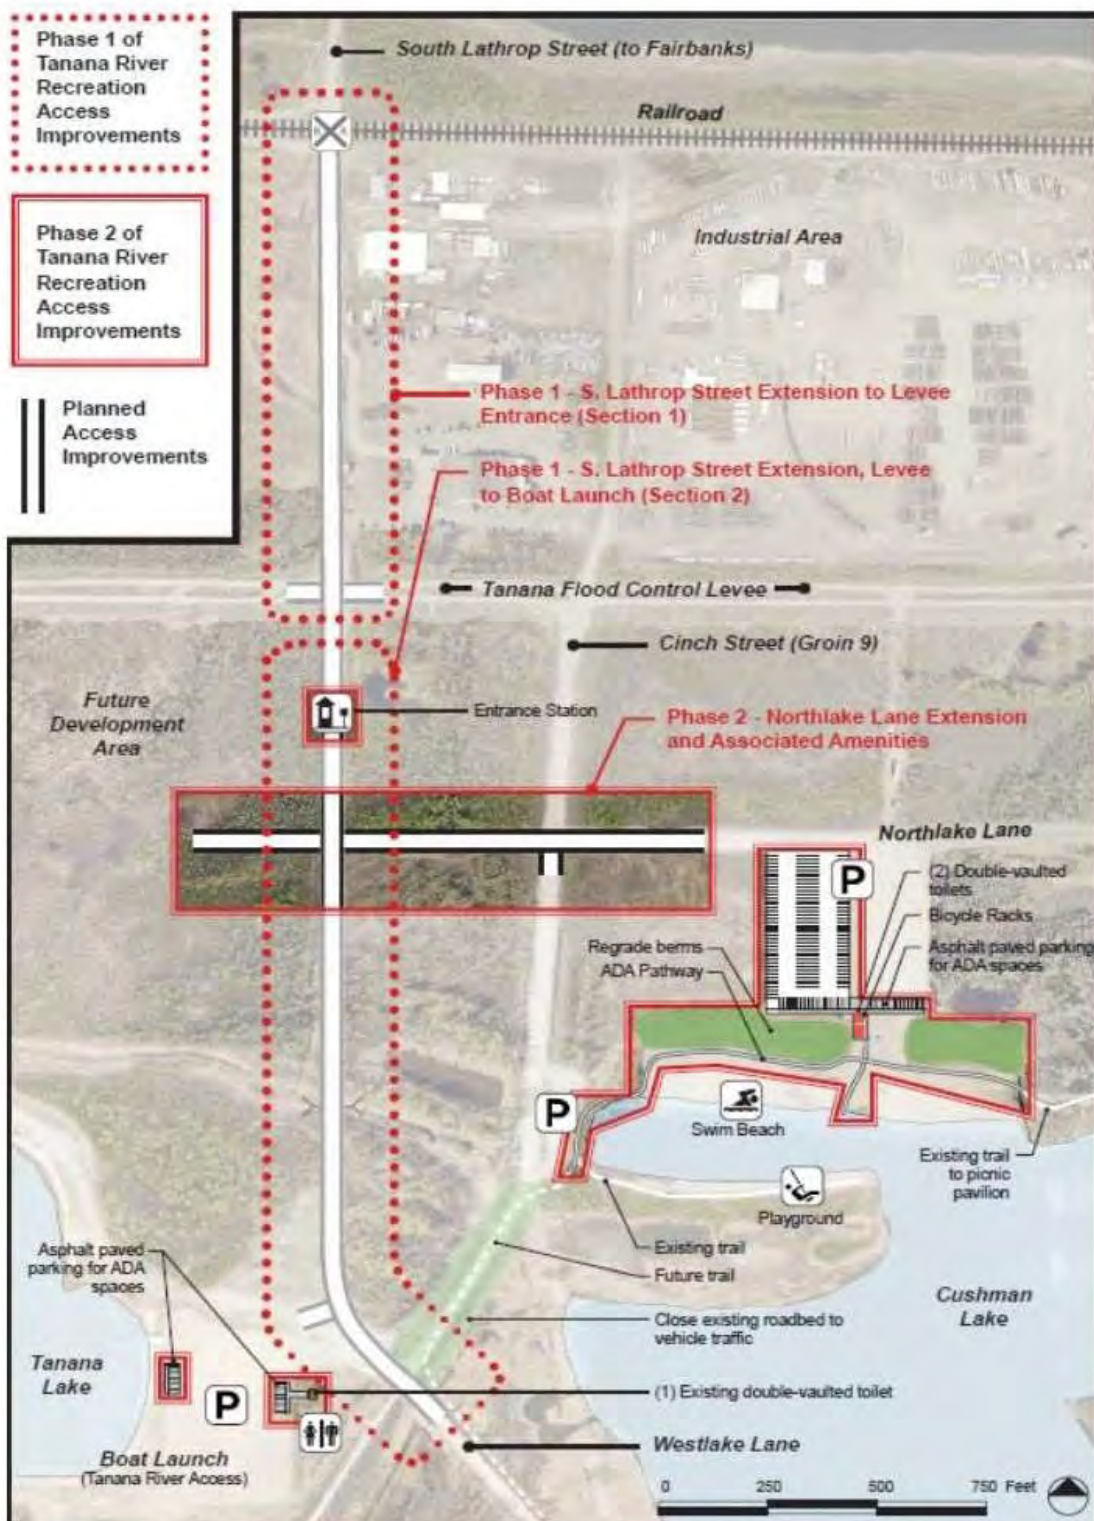 Phase 1 of
Tanana River
Recreation
Access
Improvements
Phase 2 of
Tanana River
Recreation
Access
Improvements
Planned
Access
Improvements
South Lathrop Street (to Fairbanks)
Railroad
Industrial Area
Phase 1 - S. Lathrop Street Extension to Levee
Entrance (Section 1)
Phase 1 - S. Lathrop Street Extension, Levee
to Boat Launch (Section 2)
Tanana Flood Control Levee
Cinch Street (Groin 9)
Future
Development
Area
Entrance Station
Phase 2 - Northlake Lane Extension
and Associated Amenities
Northlake Lane
P
(2) Double-vaulted
toilets
Bicycle Racks
Asphalt paved parking
for ADA spaces
Regrade berms
ADA Pathway
P
Swim Beach
Existing trail
to picnic
pavilion
Playground
Existing trail
Future trail
Asphalt paved
parking for ADA
spaces
Close existing roadbed to
vehicle traffic
Cushman
Lake
Tanana
Lake
P
(1) Existing double-vaulted toilet
Boat Launch
(Tanana River Access)
Westlake Lane
0 250 500 750 Feet